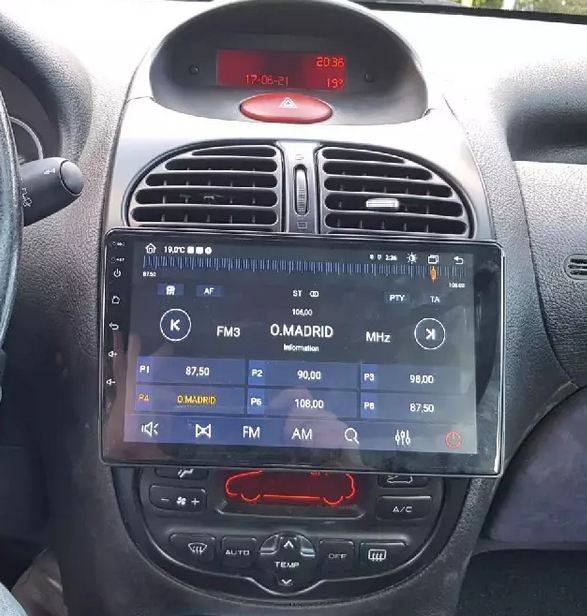 20:36
17-06-21 19°
19,0°C 2:36
87,50 108,00
AF ST PTY TA
106,00
FM3 O.MADRID MHz
Information
P1 87,50 P2 90,00 P3 98,00
P4 O.MADRID P5 108,00 P6 87,50
FM AM
A/C
AUTO OFF
TEMP